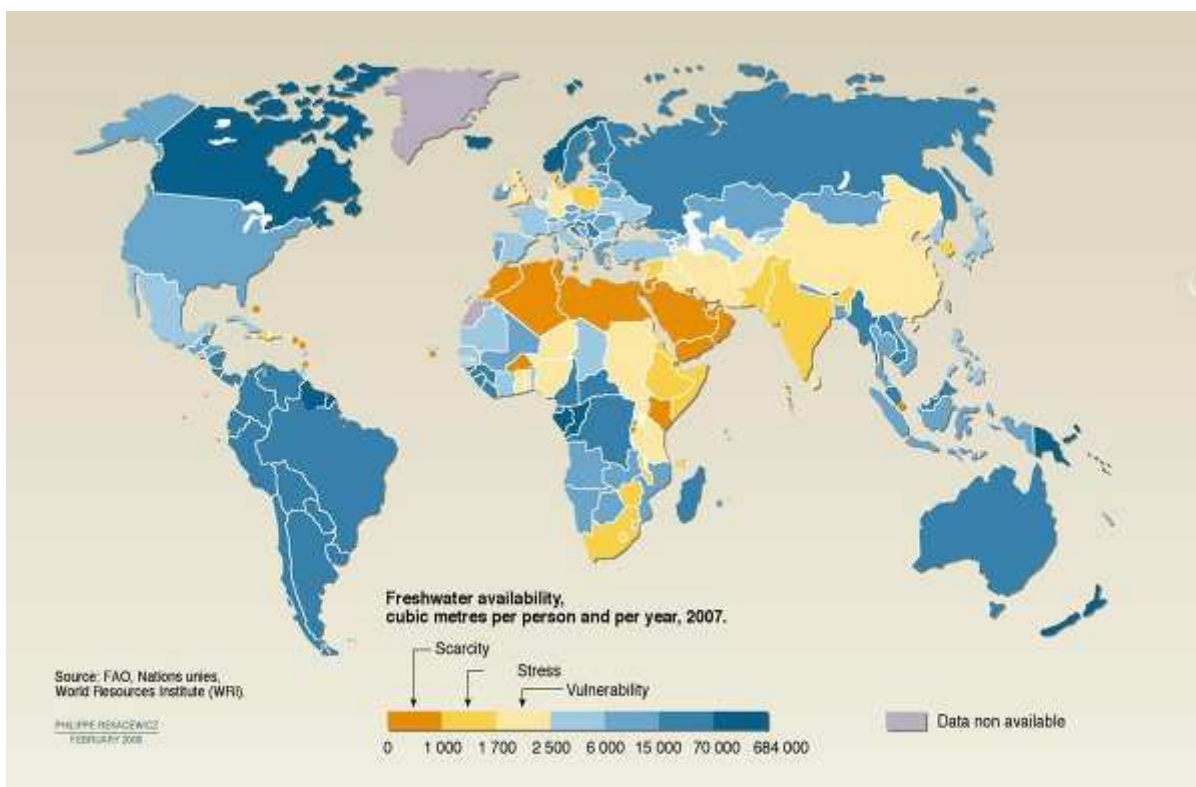 Freshwater availability,
cubic metres per person and per year, 2007.
Scarcity
Stress
Vulnerability
Source: FAO, Nations unies,
World Resources Institute (WRI).
PHILIPPE REKACEWICZ
FEBRUARY 2008
0 1 000 1 700 2 500 6 000 15 000 70 000 684 000
Data non available